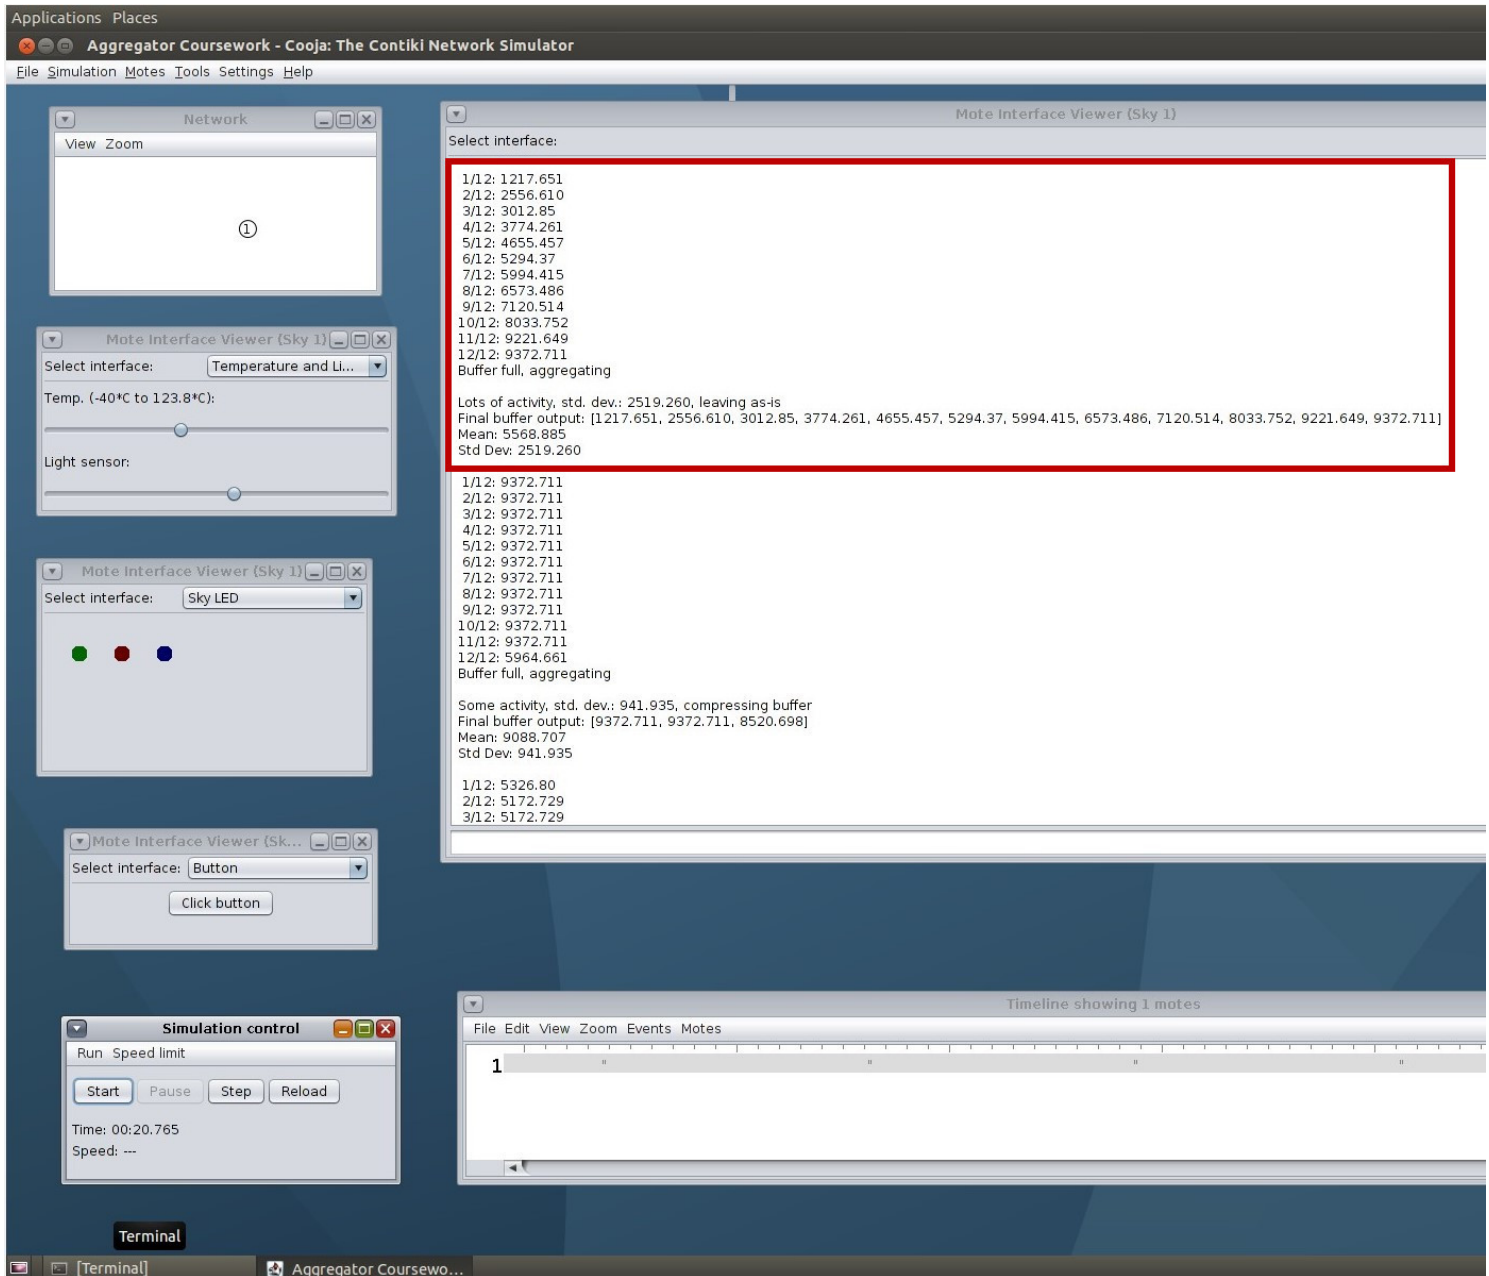 Applications Places
Aggregator Coursework - Cooja: The Contiki Network Simulator
File Simulation Motes Tools Settings Help
Network
View Zoom
1
Mote Interface Viewer (Sky 1)
Select interface: Temperature and Li...
Temp. (-40*C to 123.8*C):
Light sensor:
Mote Interface Viewer (Sky 1)
Select interface: Sky LED
Mote Interface Viewer (Sk...
Select interface: Button
Click button
Simulation control
Run Speed limit
Start Pause Step Reload
Time: 00:20.765
Speed: ---
Mote Interface Viewer (Sky 1)
Select interface:
1/12: 1217.651
2/12: 2556.610
3/12: 3012.85
4/12: 3774.261
5/12: 4655.457
6/12: 5294.37
7/12: 5994.415
8/12: 6573.486
9/12: 7120.514
10/12: 8033.752
11/12: 9221.649
12/12: 9372.711
Buffer full, aggregating
Lots of activity, std. dev.: 2519.260, leaving as-is
Final buffer output: [1217.651, 2556.610, 3012.85, 3774.261, 4655.457, 5294.37, 5994.415, 6573.486, 7120.514, 8033.752, 9221.649, 9372.711]
Mean: 5568.885
Std Dev: 2519.260
1/12: 9372.711
2/12: 9372.711
3/12: 9372.711
4/12: 9372.711
5/12: 9372.711
6/12: 9372.711
7/12: 9372.711
8/12: 9372.711
9/12: 9372.711
10/12: 9372.711
11/12: 9372.711
12/12: 5964.661
Buffer full, aggregating
Some activity, std. dev.: 941.935, compressing buffer
Final buffer output: [9372.711, 9372.711, 8520.698]
Mean: 9088.707
Std Dev: 941.935
1/12: 5326.80
2/12: 5172.729
3/12: 5172.729
Timeline showing 1 motes
File Edit View Zoom Events Motes
1
Terminal
[Terminal]
Aggregator Coursewo...